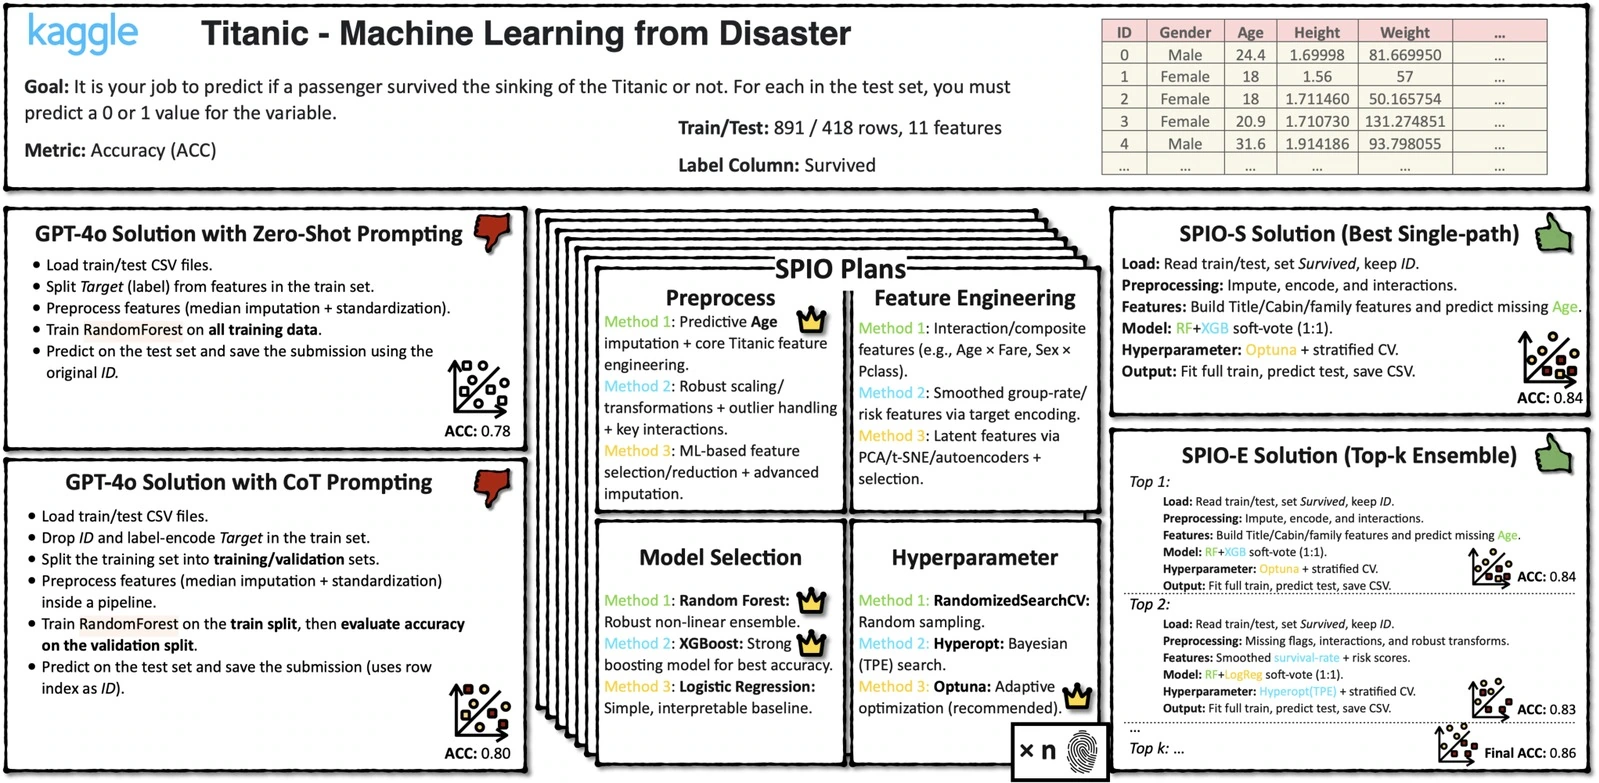 kaggle
Titanic - Machine Learning from Disaster
Goal: It is your job to predict if a passenger survived the sinking of the Titanic or not. For each in the test set, you must
predict a 0 or 1 value for the variable.
Metric: Accuracy (ACC)
Train/Test: 891 / 418 rows, 11 features
Label Column: Survived
ID Gender Age Height Weight ...
0 Male 24.4 1.69998 81.669950 ...
1 Female 18 1.56 57 ...
2 Female 18 1.711460 50.165754 ...
3 Female 20.9 1.710730 131.274851 ...
4 Male 31.6 1.914186 93.798055 ...
... ... ... ... ... ...
GPT-4o Solution with Zero-Shot Prompting
• Load train/test CSV files.
• Split Target (label) from features in the train set.
• Preprocess features (median imputation + standardization).
• Train RandomForest on all training data.
• Predict on the test set and save the submission using the
original ID.
ACC: 0.78
GPT-4o Solution with CoT Prompting
• Load train/test CSV files.
• Drop ID and label-encode Target in the train set.
• Split the training set into training/validation sets.
• Preprocess features (median imputation + standardization)
inside a pipeline.
• Train RandomForest on the train split, then evaluate accuracy
on the validation split.
• Predict on the test set and save the submission (uses row
index as ID).
ACC: 0.80
SPIO Plans
Preprocess
Method 1: Predictive Age
imputation + core Titanic feature
engineering.
Method 2: Robust scaling/
transformations + outlier handling
+ key interactions.
Method 3: ML-based feature
selection/reduction + advanced
imputation.
Feature Engineering
Method 1: Interaction/composite
features (e.g., Age × Fare, Sex ×
Pclass).
Method 2: Smoothed group-rate/
risk features via target encoding.
Method 3: Latent features via
PCA/t-SNE/autoencoders +
selection.
Model Selection
Method 1: Random Forest:
Robust non-linear ensemble.
Method 2: XGBoost: Strong
boosting model for best accuracy.
Method 3: Logistic Regression:
Simple, interpretable baseline.
Hyperparameter
Method 1: RandomizedSearchCV:
Random sampling.
Method 2: Hyperopt: Bayesian
(TPE) search.
Method 3: Optuna: Adaptive
optimization (recommended).
× n
SPIO-S Solution (Best Single-path)
Load: Read train/test, set Survived, keep ID.
Preprocessing: Impute, encode, and interactions.
Features: Build Title/Cabin/family features and predict missing Age.
Model: RF+XGB soft-vote (1:1).
Hyperparameter: Optuna + stratified CV.
Output: Fit full train, predict test, save CSV.
ACC: 0.84
SPIO-E Solution (Top-k Ensemble)
Top 1:
Load: Read train/test, set Survived, keep ID.
Preprocessing: Impute, encode, and interactions.
Features: Build Title/Cabin/family features and predict missing Age.
Model: RF+XGB soft-vote (1:1).
Hyperparameter: Optuna + stratified CV.
Output: Fit full train, predict test, save CSV.
ACC: 0.84
Top 2:
Load: Read train/test, set Survived, keep ID.
Preprocessing: Missing flags, interactions, and robust transforms.
Features: Smoothed survival-rate + risk scores.
Model: RF+LogReg soft-vote (1:1).
Hyperparameter: Hyperopt(TPE) + stratified CV.
Output: Fit full train, predict test, save CSV.
ACC: 0.83
...
Top k: ...
Final ACC: 0.86